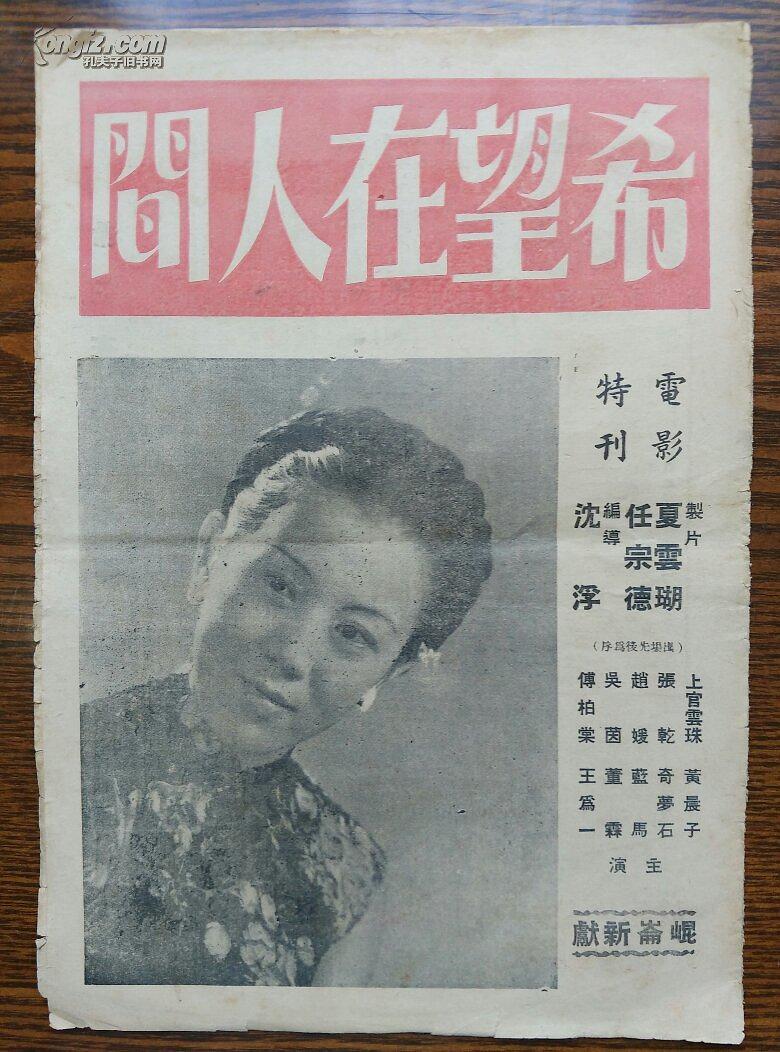 Kongfz.com
孔夫子旧书网
希望在人間
電影
特刊
製片
夏雲瑚
任宗德
編導
沈浮
（出場先後爲序）
上官雲珠 黃晨子
張乾 奇夢石
趙媛 藍馬
吳茵 董霖
傅柏棠 王爲一
主演
崐崙新獻